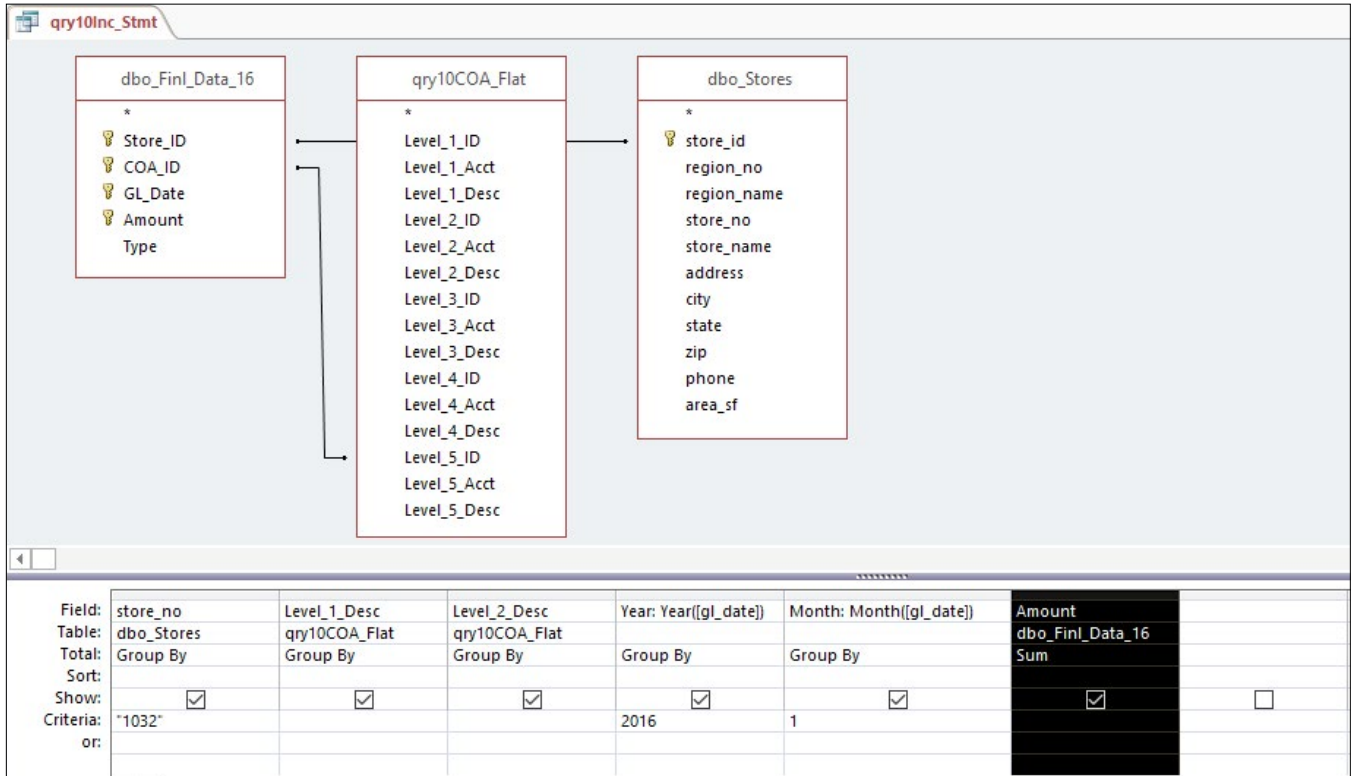 qry10Inc_Stmt
dbo_Finl_Data_16
*
Store_ID
COA_ID
GL_Date
Amount
Type
qry10COA_Flat
*
Level_1_ID
Level_1_Acct
Level_1_Desc
Level_2_ID
Level_2_Acct
Level_2_Desc
Level_3_ID
Level_3_Acct
Level_3_Desc
Level_4_ID
Level_4_Acct
Level_4_Desc
Level_5_ID
Level_5_Acct
Level_5_Desc
dbo_Stores
*
store_id
region_no
region_name
store_no
store_name
address
city
state
zip
phone
area_sf
Field: store_no Level_1_Desc Level_2_Desc Year: Year([gl_date]) Month: Month([gl_date]) Amount
Table: dbo_Stores qry10COA_Flat qry10COA_Flat dbo_Finl_Data_16
Total: Group By Group By Group By Group By Group By Sum
Sort:
Show:
Criteria: "1032" 2016 1
or: